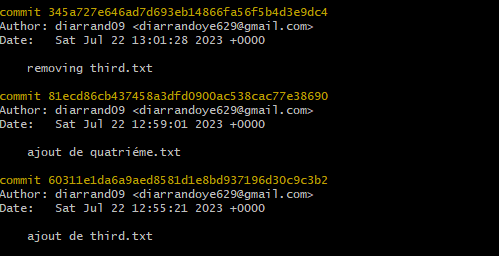 commit 345a727e646ad7d693eb14866fa56f5b4d3e9dc4
Author: diarrand09 <diarrandoye629@gmail.com>
Date:   Sat Jul 22 13:01:28 2023 +0000
removing third.txt
commit 81ecd86cb437458a3dfd0900ac538cac77e38690
Author: diarrand09 <diarrandoye629@gmail.com>
Date:   Sat Jul 22 12:59:01 2023 +0000
ajout de quatriéme.txt
commit 60311e1da6a9aed8581d1e8bd937196d30c9c3b2
Author: diarrand09 <diarrandoye629@gmail.com>
Date:   Sat Jul 22 12:55:21 2023 +0000
ajout de third.txt